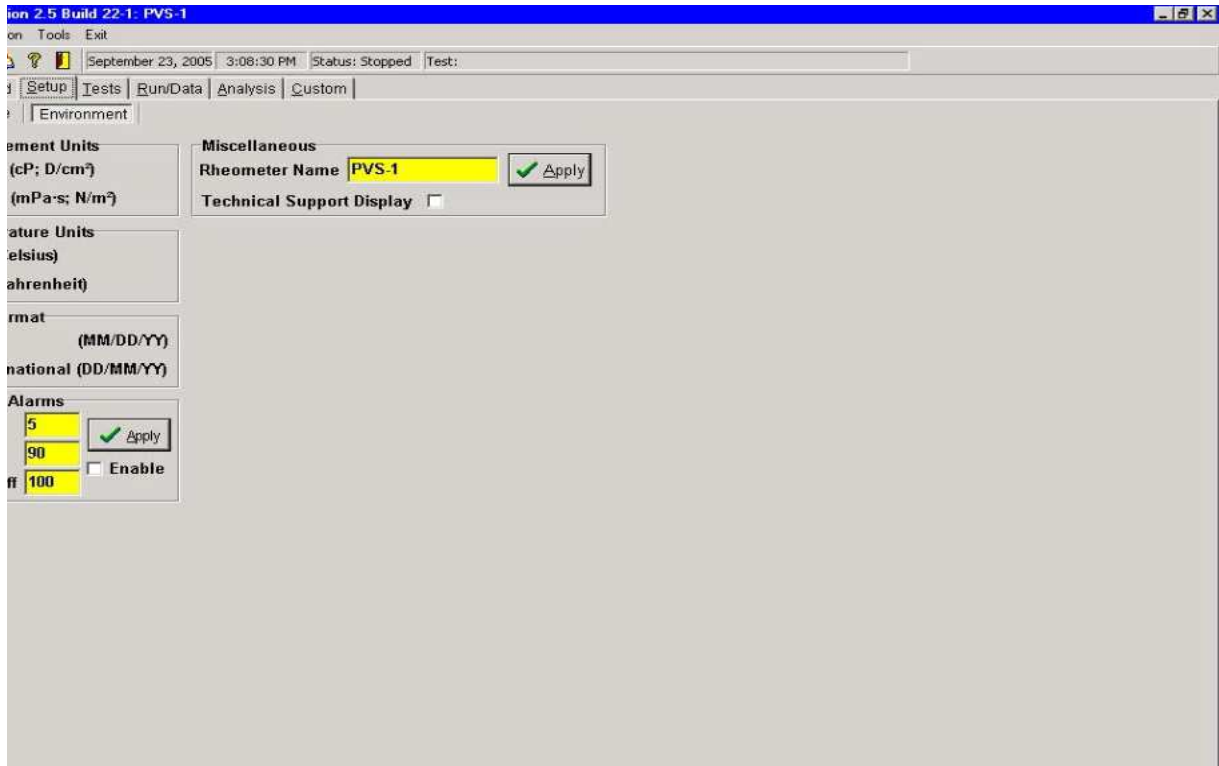 ion 2.5 Build 22-1: PVS-1
on Tools Exit
September 23, 2005 3:08:30 PM Status: Stopped Test:
d Setup Tests Run/Data Analysis Custom
e Environment
ement Units
(cP; D/cm²)
(mPa·s; N/m²)
Miscellaneous
Rheometer Name PVS-1 Apply
Technical Support Display
ature Units
elsius)
ahrenheit)
rmat
(MM/DD/YY)
national (DD/MM/YY)
Alarms
5
Apply
90
Enable
ff 100